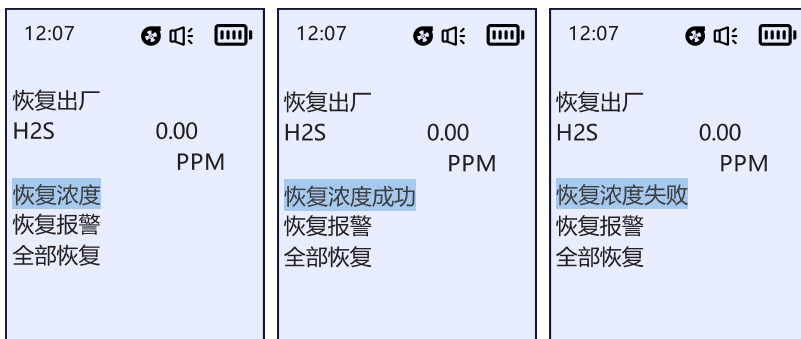 12:07
恢复出厂
H2S 0.00
PPM
恢复浓度
恢复报警
全部恢复
12:07
恢复出厂
H2S 0.00
PPM
恢复浓度成功
恢复报警
全部恢复
12:07
恢复出厂
H2S 0.00
PPM
恢复浓度失败
恢复报警
全部恢复